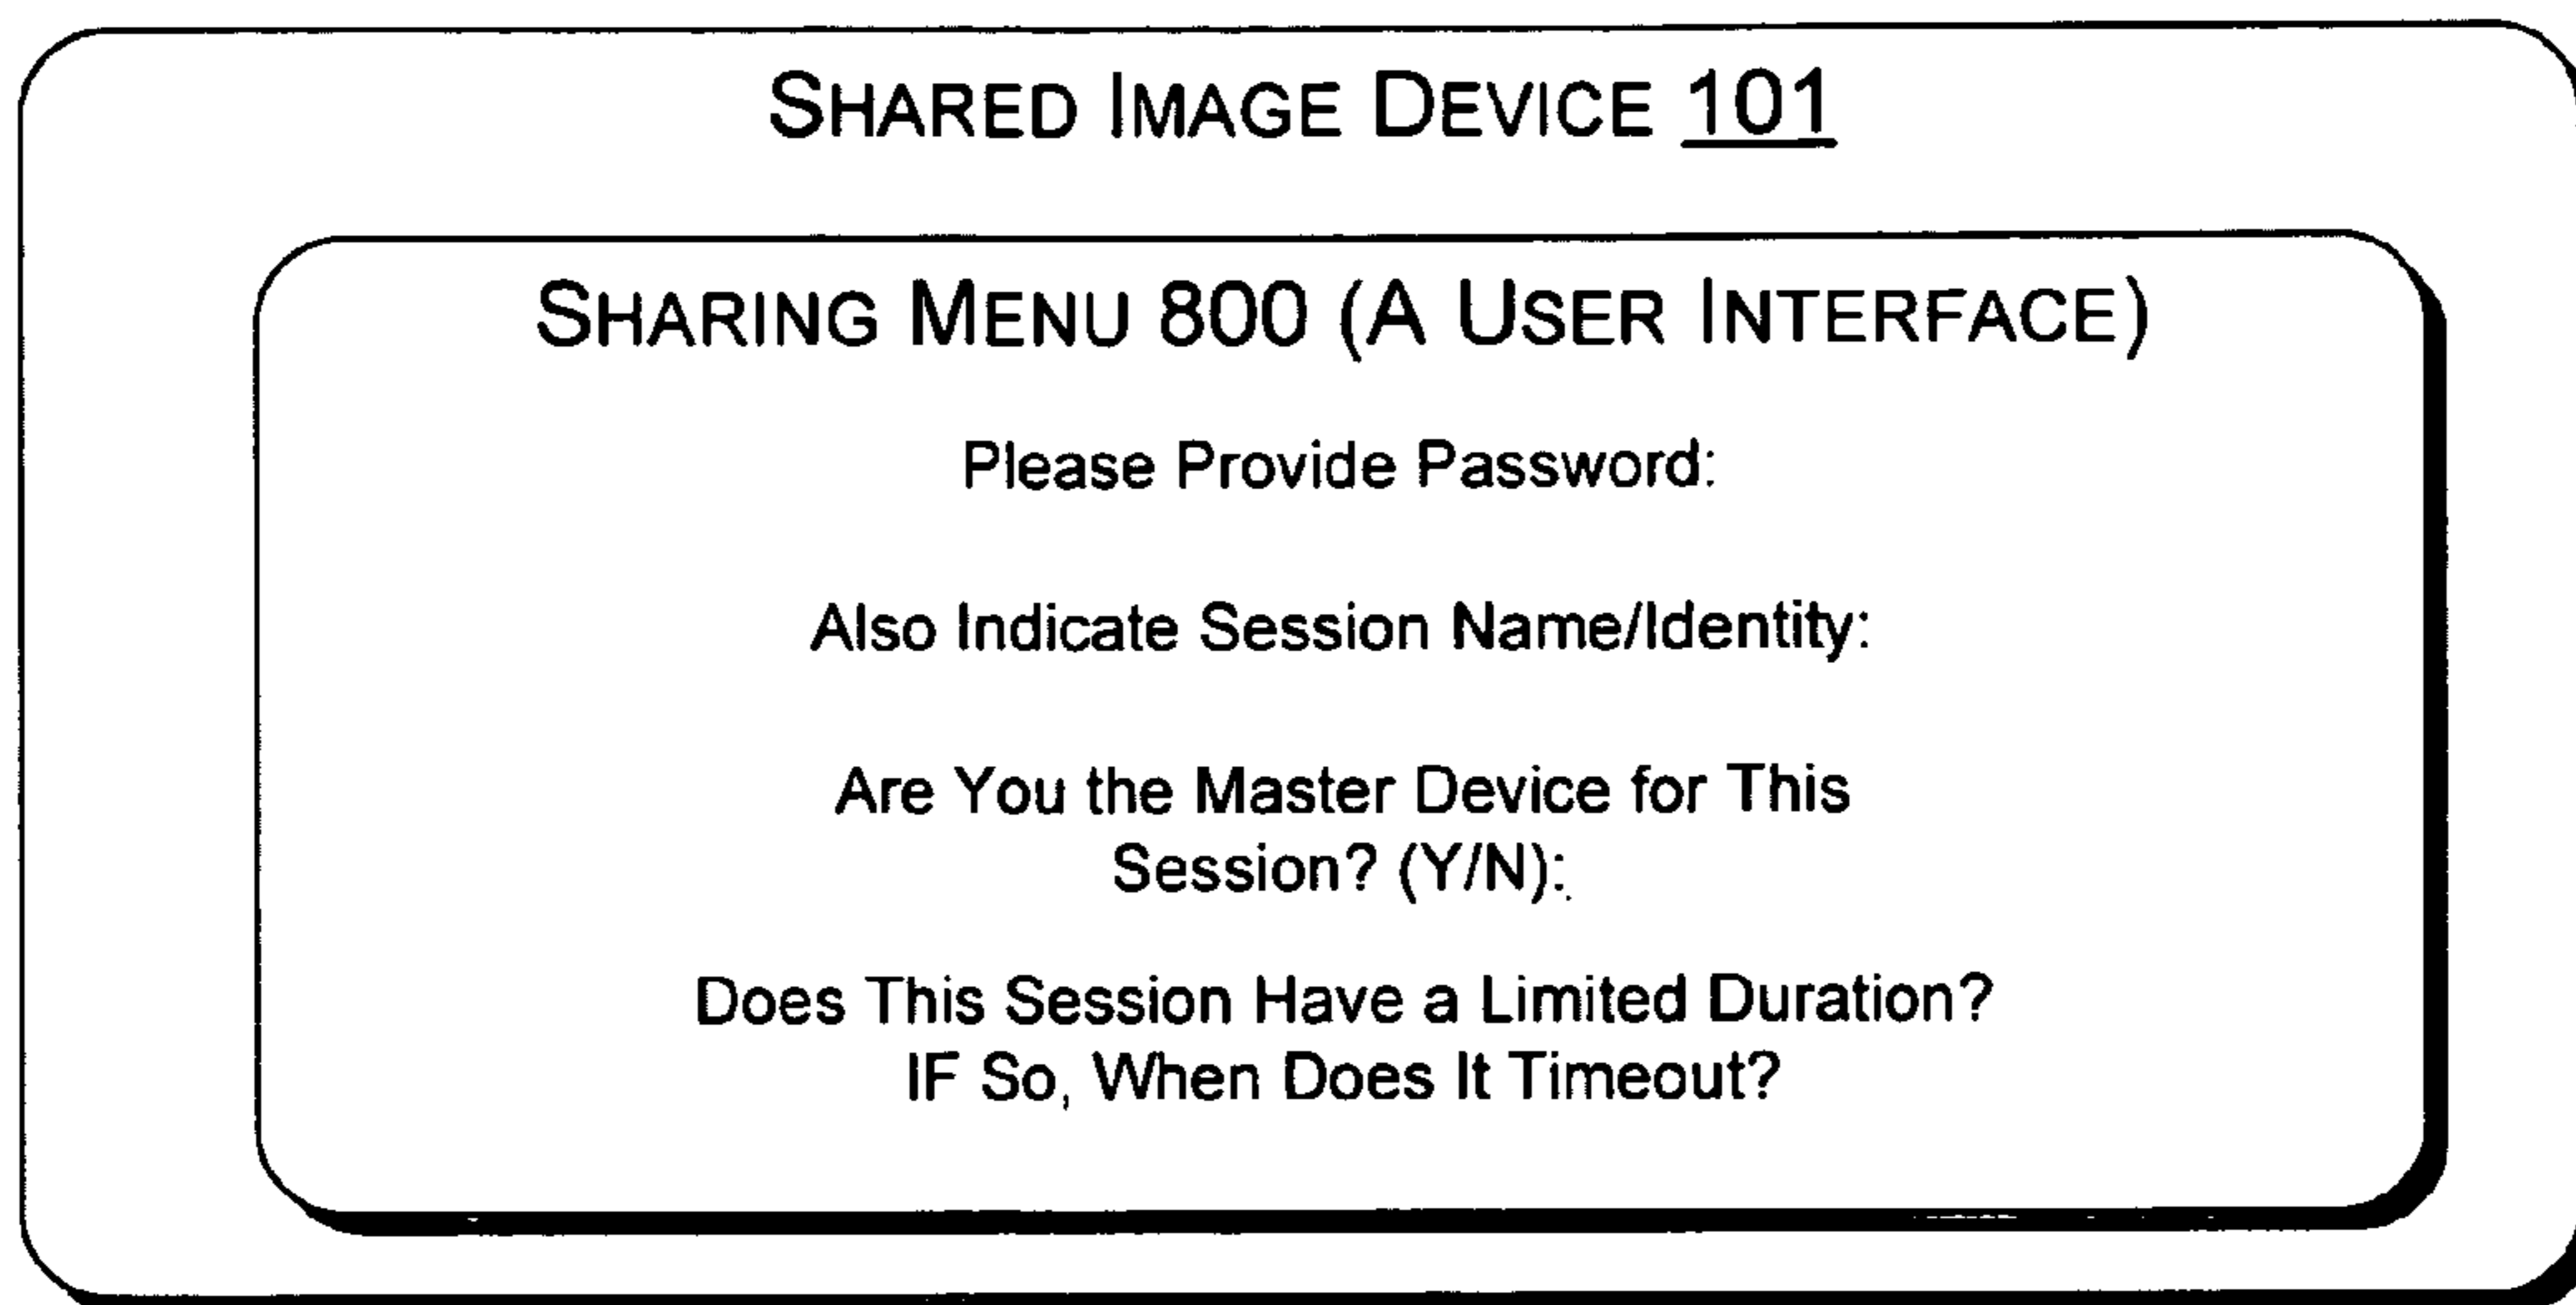 SHARED IMAGE DEVICE 101
SHARING MENU 800 (A USER INTERFACE)
Please Provide Password:
Also Indicate Session Name/Identity:
Are You the Master Device for This
Session? (Y/N):
Does This Session Have a Limited Duration?
IF So, When Does It Timeout?